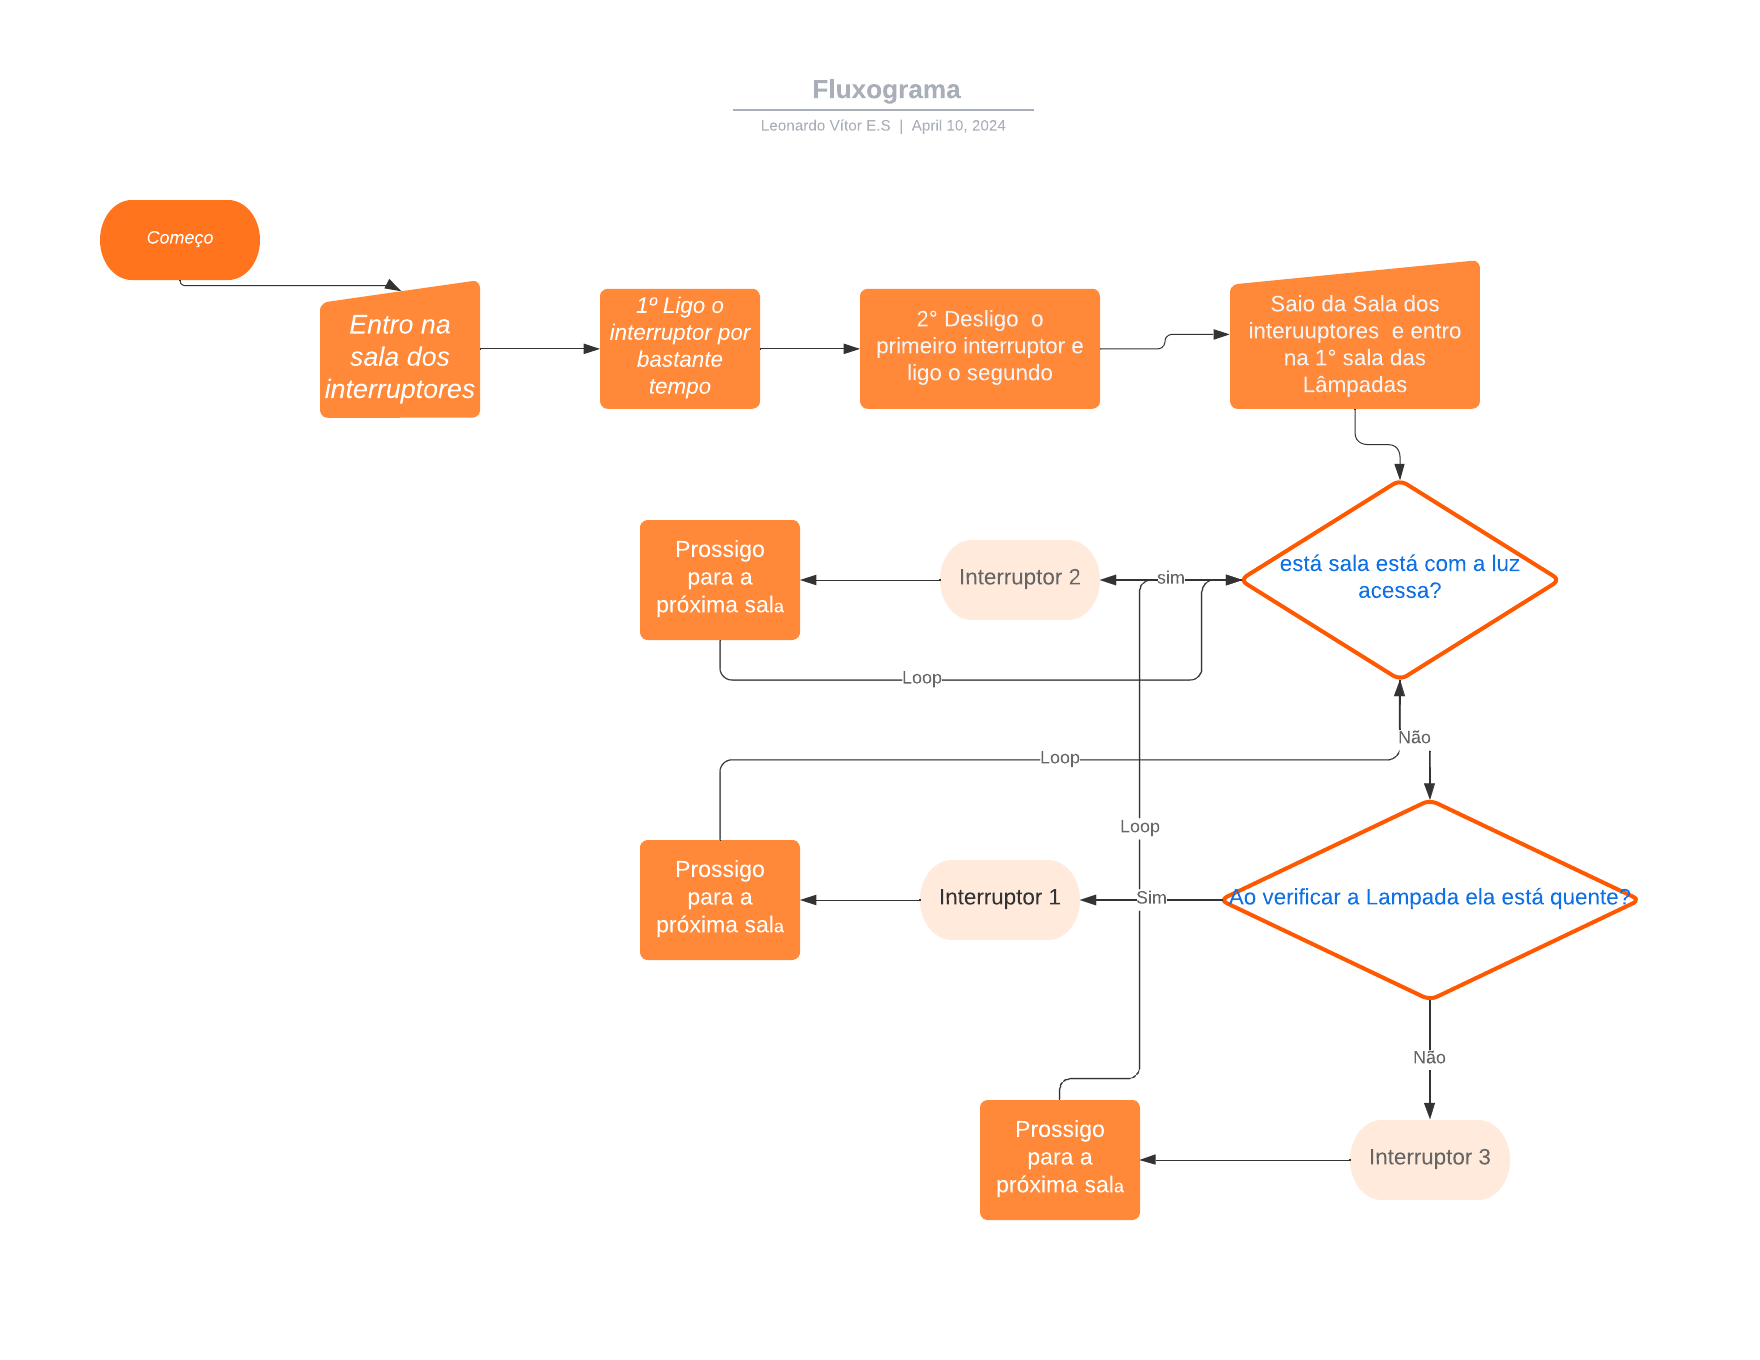 Fluxograma
Leonardo Vítor E.S | April 10, 2024
Começo
Entro na
sala dos
interruptores
1º Ligo o
interruptor por
bastante
tempo
2° Desligo o
primeiro interruptor e
ligo o segundo
Saio da Sala dos
interuuptores e entro
na 1° sala das
Lâmpadas
está sala está com a luz
acessa?
sim
Interruptor 2
Prossigo
para a
próxima sala
Loop
Não
Loop
Loop
Ao verificar a Lampada ela está quente?
Sim
Interruptor 1
Prossigo
para a
próxima sala
Não
Interruptor 3
Prossigo
para a
próxima sala